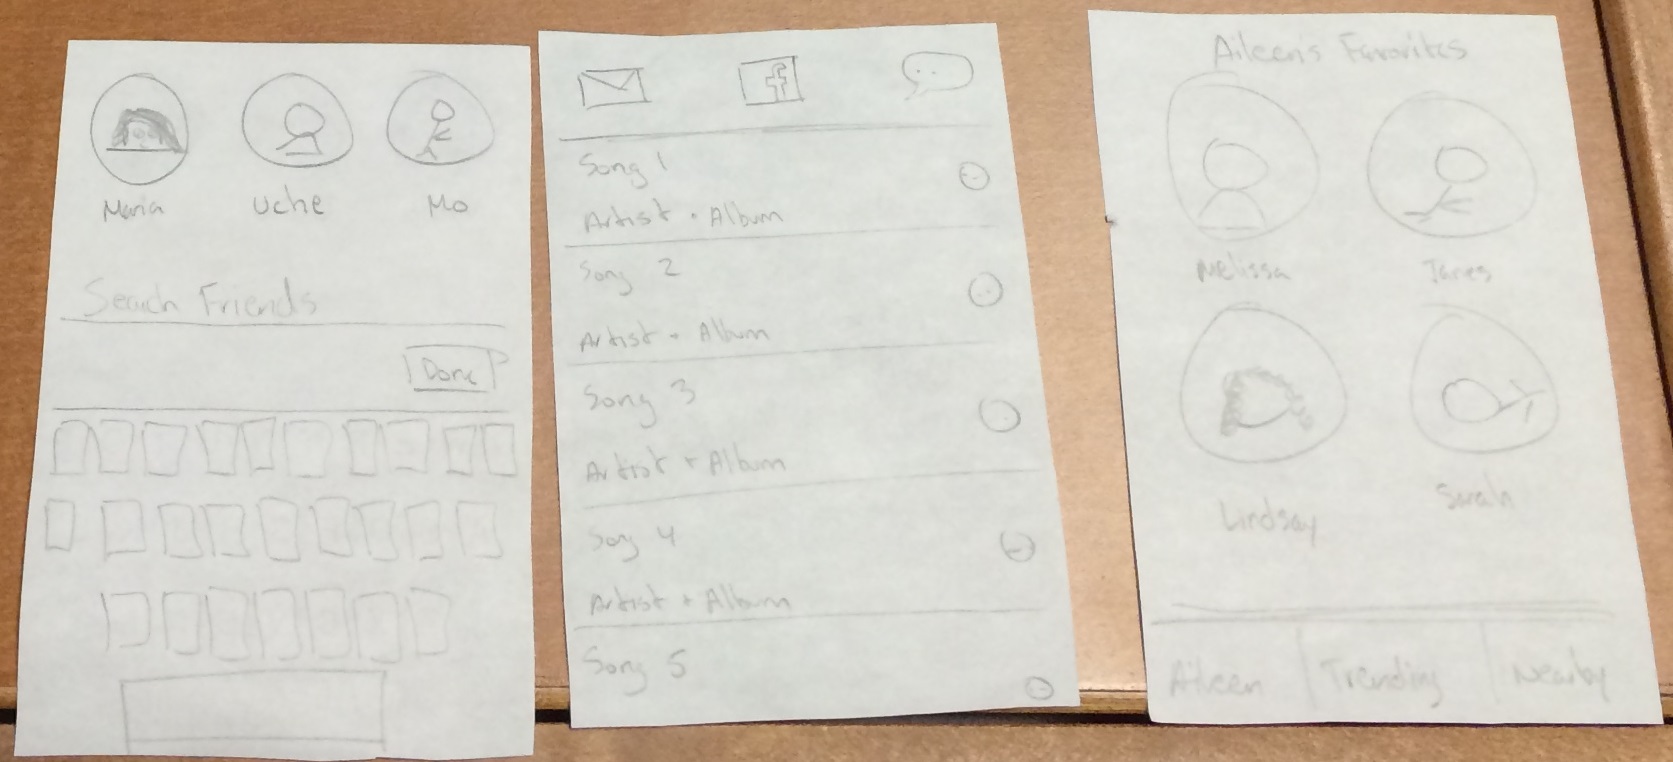 Maria Uche Mo
Search Friends
Done
f
Song 1
Artist • Album
Song 2
Artist • Album
Song 3
Artist • Album
Song 4
Artist • Album
Song 5
Aileen's Favorites
Melissa James
Lindsay Sarah
Aileen Trending Nearby